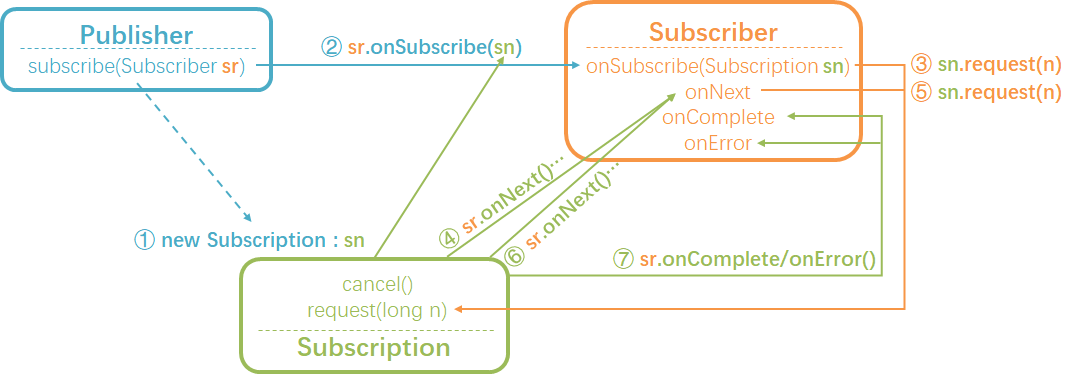 Publisher
subscribe(Subscriber sr)
② sr.onSubscribe(sn)
Subscriber
onSubscribe(Subscription sn)
onNext
onComplete
onError
③ sn.request(n)
⑤ sn.request(n)
① new Subscription : sn
④ sr.onNext()...
⑥ sr.onNext()...
⑦ sr.onComplete/onError()
cancel()
request(long n)
Subscription